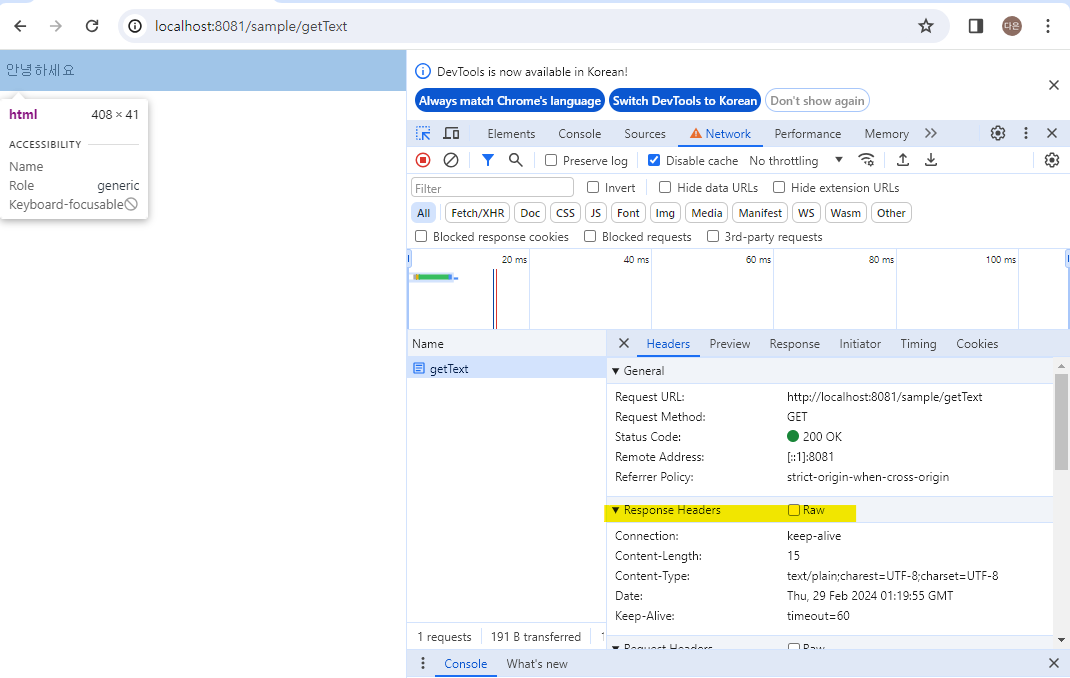 localhost:8081/sample/getText
다은
안녕하세요
html 408 × 41
ACCESSIBILITY
Name
Role generic
Keyboard-focusable
DevTools is now available in Korean!
Always match Chrome's language Switch DevTools to Korean Don't show again
Elements Console Sources Network Performance Memory
Preserve log Disable cache No throttling
Filter Invert Hide data URLs Hide extension URLs
All Fetch/XHR Doc CSS JS Font Img Media Manifest WS Wasm Other
Blocked response cookies Blocked requests 3rd-party requests
20 ms 40 ms 60 ms 80 ms 100 ms
Name Headers Preview Response Initiator Timing Cookies
getText
General
Request URL: http://localhost:8081/sample/getText
Request Method: GET
Status Code: 200 OK
Remote Address: [::1]:8081
Referrer Policy: strict-origin-when-cross-origin
Response Headers Raw
Connection: keep-alive
Content-Length: 15
Content-Type: text/plain;charest=UTF-8;charset=UTF-8
Date: Thu, 29 Feb 2024 01:19:55 GMT
Keep-Alive: timeout=60
Request Headers Raw
1 requests 191 B transferred
Console What's new